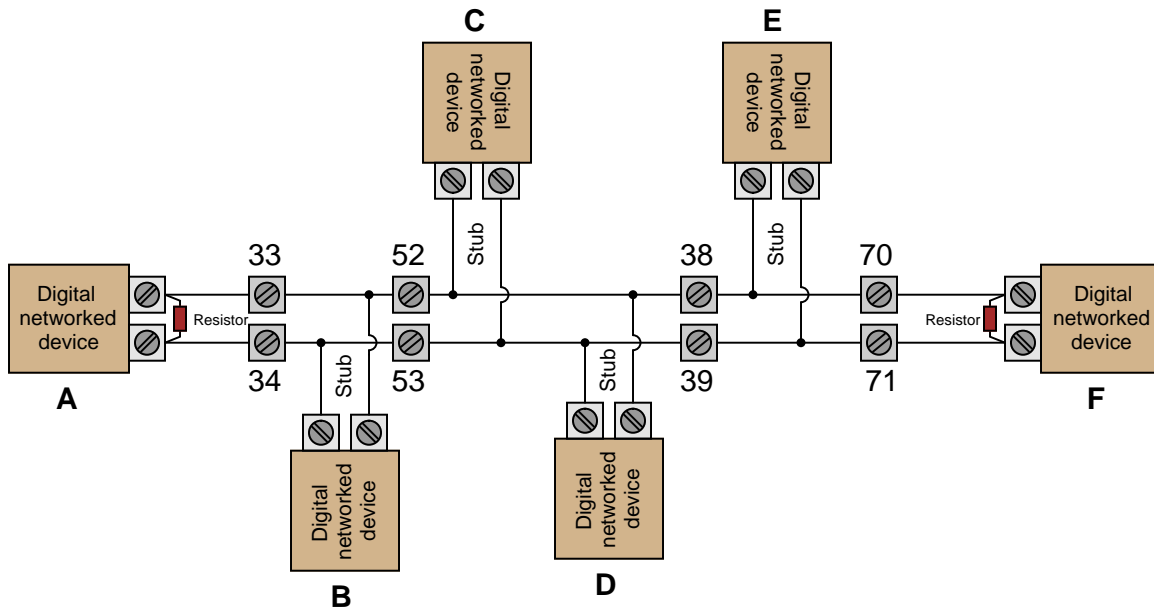 C
E
Digital
networked
device
Digital
networked
device
Stub
Stub
33
52
38
70
Digital
networked
device
Resistor
Resistor
Digital
networked
device
A
34
Stub
53
Stub
39
71
F
Digital
networked
device
Digital
networked
device
B
D